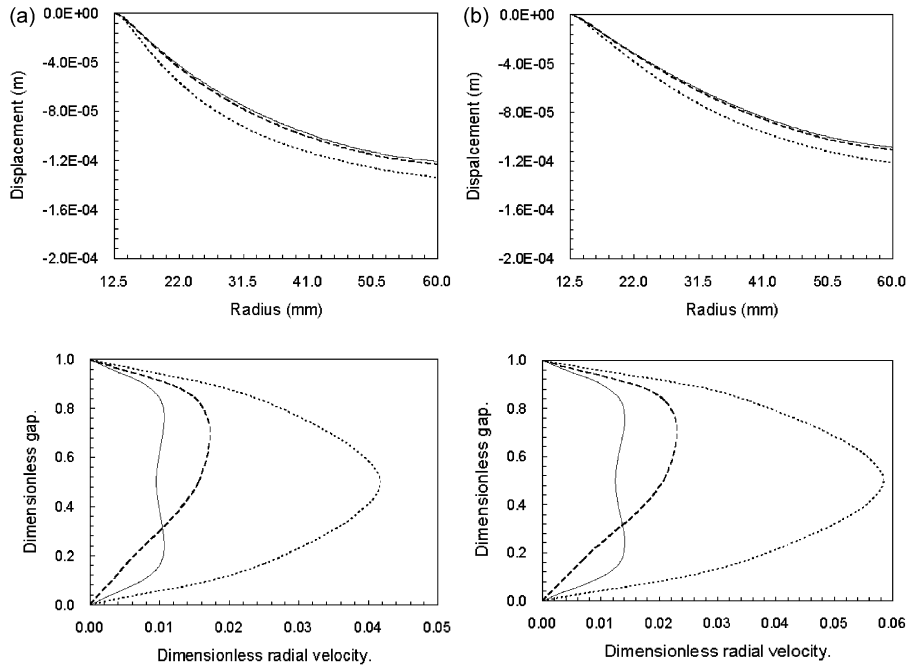 (a)
0.0E+00
-4.0E-05
-8.0E-05
-1.2E-04
-1.6E-04
-2.0E-04
Displacement (m)
12.5 22.0 31.5 41.0 50.5 60.0
Radius (mm)
(b)
0.0E+00
-4.0E-05
-8.0E-05
-1.2E-04
-1.6E-04
-2.0E-04
Dispalcement (m)
12.5 22.0 31.5 41.0 50.5 60.0
Radius (mm)
1.0
0.8
0.6
0.4
0.2
0.0
Dimensionless gap.
0.00 0.01 0.02 0.03 0.04 0.05
Dimensionless radial velocity.
1.0
0.8
0.6
0.4
0.2
0.0
Dimensionless gap.
0.00 0.01 0.02 0.03 0.04 0.05 0.06
Dimensionless radial velocity.